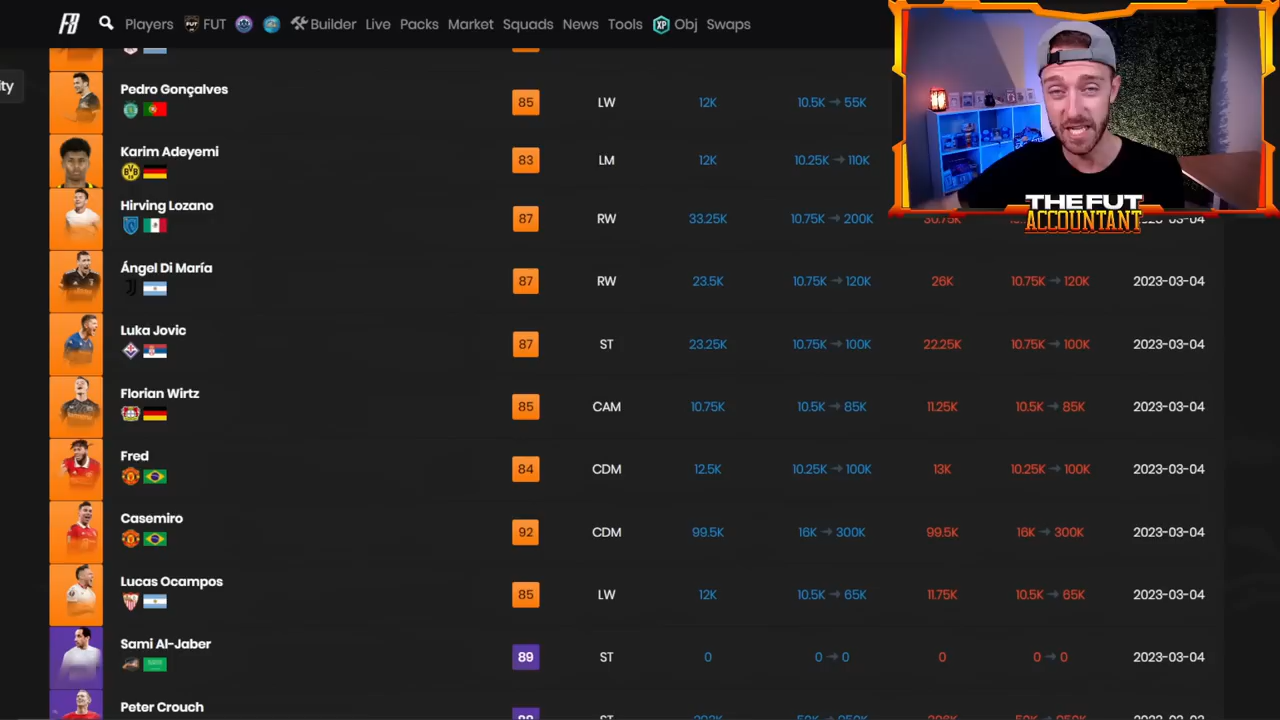 F8 Players FUT Builder Live Packs Market Squads News Tools XP Obj Swaps
ity
Pedro Gonçalves 85 LW 12K 10.5K → 55K
Karim Adeyemi 83 LM 12K 10.25K → 110K
Hirving Lozano 87 RW 33.25K 10.75K → 200K 30.75K
THE FUT
ACCOUNTANT
Ángel Di María 87 RW 23.5K 10.75K → 120K 26K 10.75K → 120K 2023-03-04
Luka Jovic 87 ST 23.25K 10.75K → 100K 22.25K 10.75K → 100K 2023-03-04
Florian Wirtz 85 CAM 10.75K 10.5K → 85K 11.25K 10.5K → 85K 2023-03-04
Fred 84 CDM 12.5K 10.25K → 100K 13K 10.25K → 100K 2023-03-04
Casemiro 92 CDM 99.5K 16K → 300K 99.5K 16K → 300K 2023-03-04
Lucas Ocampos 85 LW 12K 10.5K → 65K 11.75K 10.5K → 65K 2023-03-04
Sami Al-Jaber 89 ST 0 0 → 0 0 0 → 0 2023-03-04
Peter Crouch